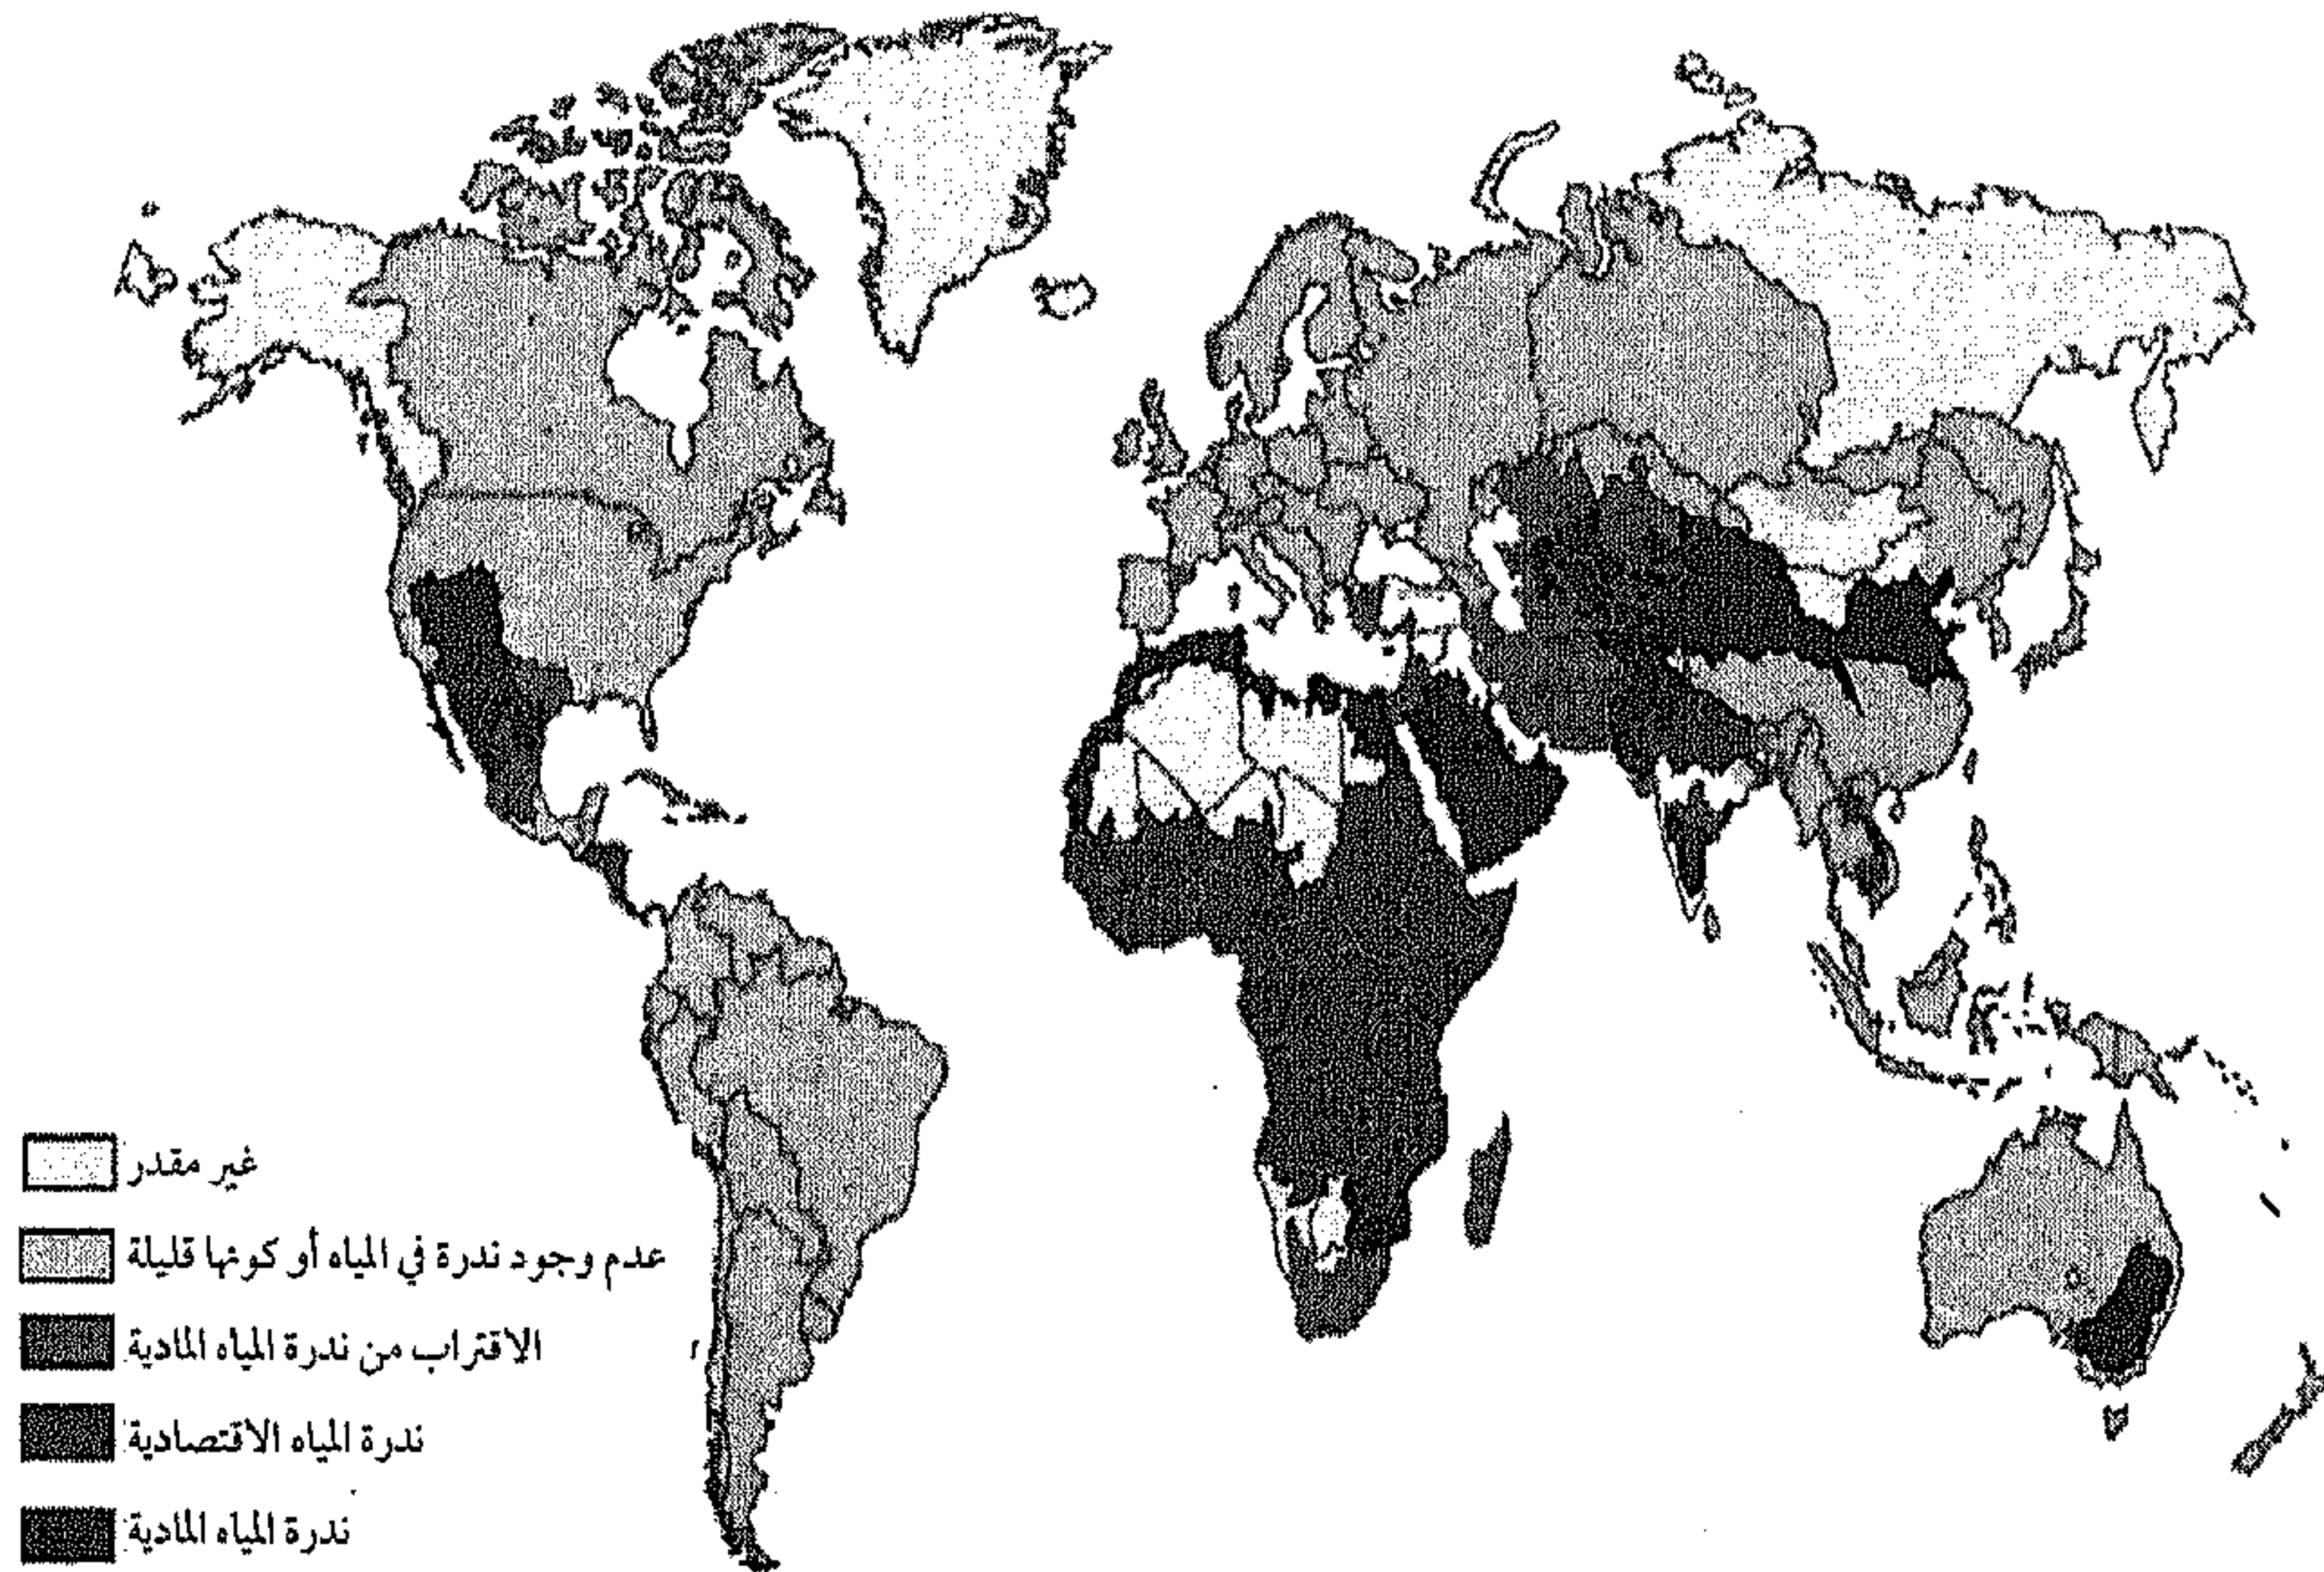 غير مقدر
عدم وجود ندرة في المياه أو كونها قليلة
الاقتراب من ندرة المياه المادية
ندرة المياه الاقتصادية
ندرة المياه المادية